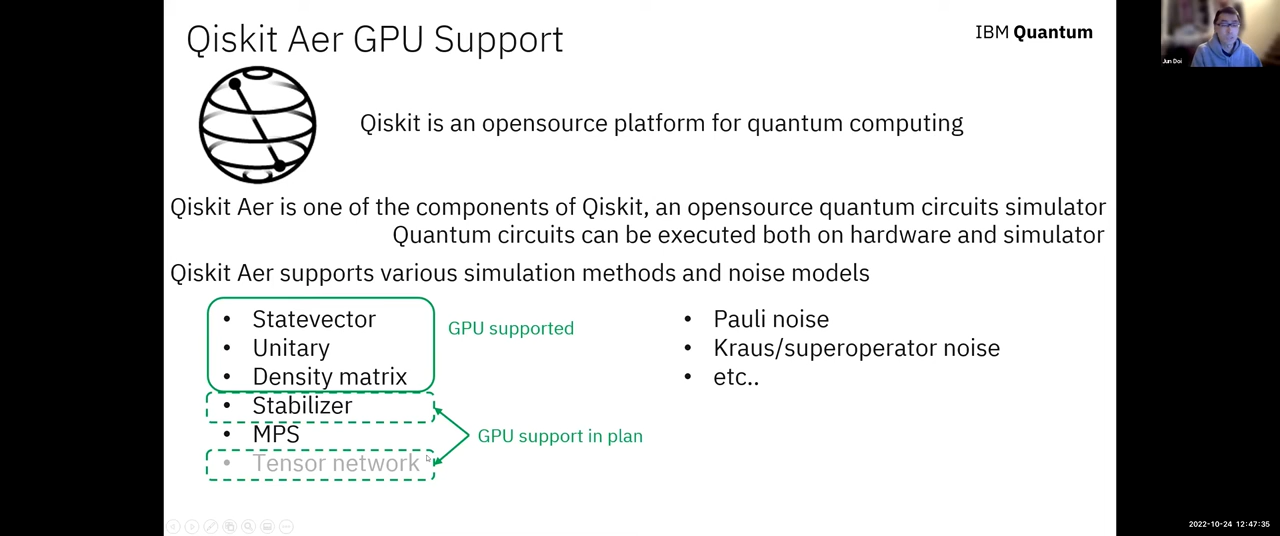 Qiskit Aer GPU Support
IBM Quantum
Jun Doi
Qiskit is an opensource platform for quantum computing
Qiskit Aer is one of the components of Qiskit, an opensource quantum circuits simulator
Quantum circuits can be executed both on hardware and simulator
Qiskit Aer supports various simulation methods and noise models
• Statevector
• Unitary
• Density matrix
• Stabilizer
• MPS
• Tensor network
GPU supported
GPU support in plan
• Pauli noise
• Kraus/superoperator noise
• etc..
2022-10-24 12:47:35